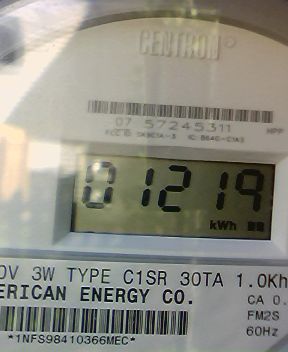 CENTRON®
07 57245311 HPP
01219
kWh
0V 3W TYPE C1SR 30TA 1.0Kh
ERICAN ENERGY CO.
CA 0.
FM2S
60Hz
*1NFS98410366MEC*